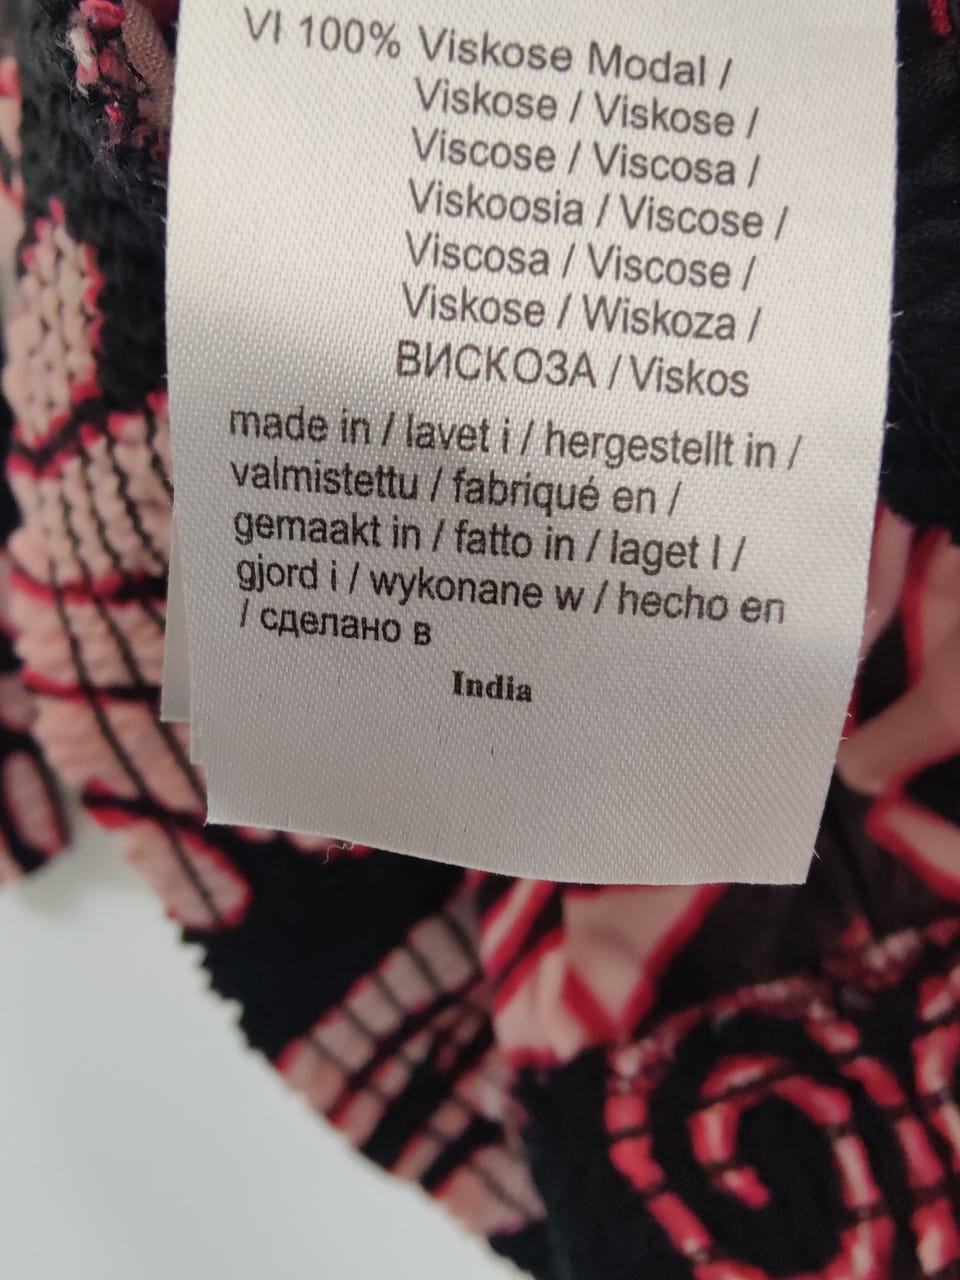 VI 100% Viskose Modal /
Viskose / Viskose /
Viscose / Viscosa /
Viskoosia / Viscose /
Viscosa / Viscose /
Viskose / Wiskoza /
ВИСКОЗА / Viskos
made in / lavet i / hergestellt in /
valmistettu / fabriqué en /
gemaakt in / fatto in / laget I /
gjord i / wykonane w / hecho en
/ сделано в
India